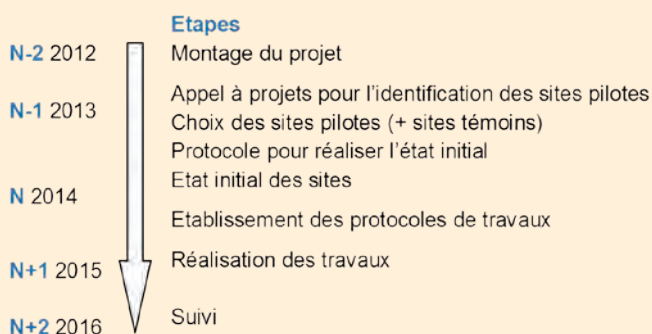 Etapes
N-2 2012 Montage du projet
Appel à projets pour l'identification des sites pilotes
N-1 2013
Choix des sites pilotes (+ sites témoins)
Protocole pour réaliser l'état initial
Etat initial des sites
N 2014
Etablissement des protocoles de travaux
Réalisation des travaux
N+1 2015
Suivi
N+2 2016